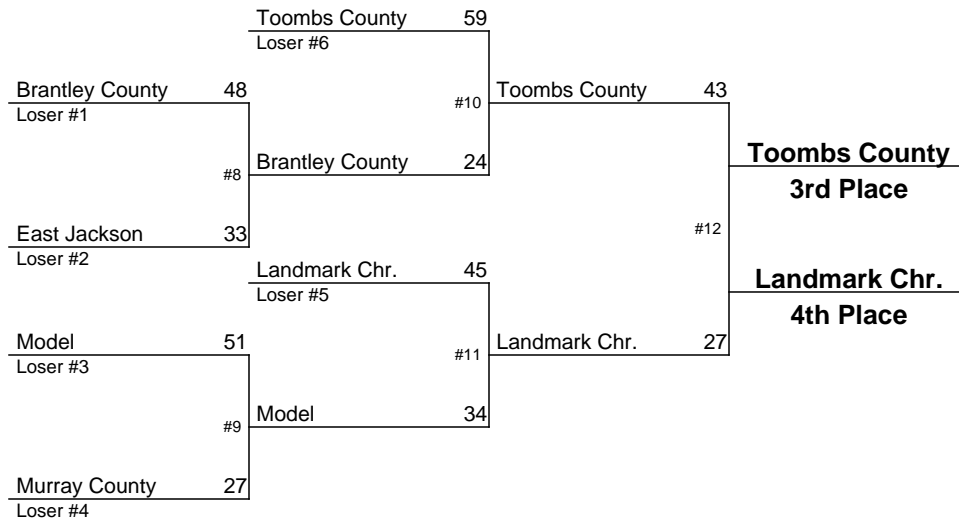 Toombs County 59
Loser #6
Brantley County 48
Loser #1
#10
Toombs County 43
Brantley County 24
#8
Toombs County
3rd Place
East Jackson 33
Loser #2
#12
Landmark Chr. 45
Loser #5
Landmark Chr.
4th Place
Model 51
Loser #3
#11
Landmark Chr. 27
Model 34
#9
Murray County 27
Loser #4